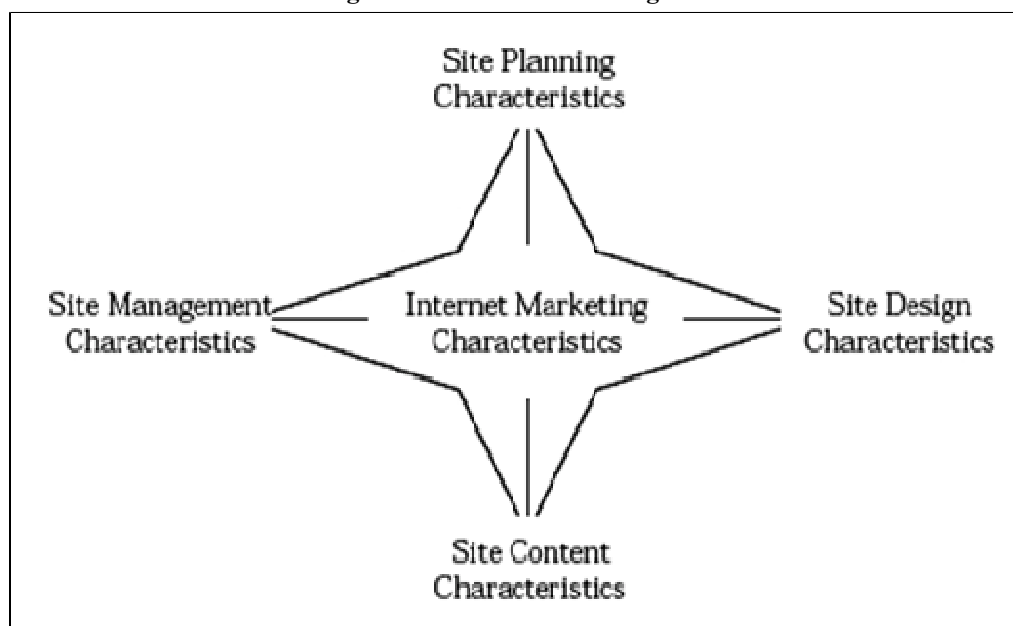 Site Planning
Characteristics
Site Management
Characteristics
Internet Marketing
Characteristics
Site Design
Characteristics
Site Content
Characteristics